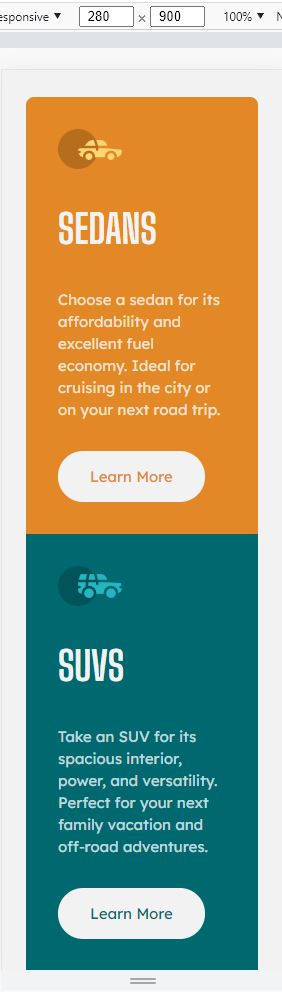 esponsive ▼ 280 × 900 100% ▼ N
SEDANS
Choose a sedan for its
affordability and
excellent fuel
economy. Ideal for
cruising in the city or
on your next road trip.
Learn More
SUVS
Take an SUV for its
spacious interior,
power, and versatility.
Perfect for your next
family vacation and
off-road adventures.
Learn More